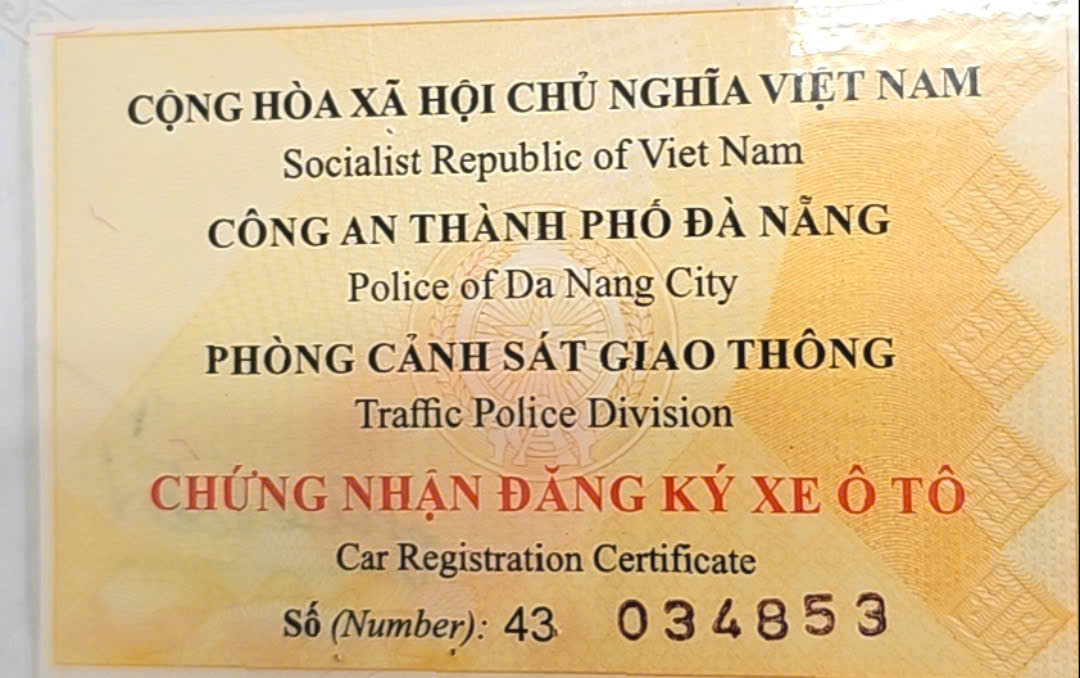 CỘNG HÒA XÃ HỘI CHỦ NGHĨA VIỆT NAM
Socialist Republic of Viet Nam
CÔNG AN THÀNH PHỐ ĐÀ NẴNG
Police of Da Nang City
PHÒNG CẢNH SÁT GIAO THÔNG
Traffic Police Division
CHỨNG NHẬN ĐĂNG KÝ XE Ô TÔ
Car Registration Certificate
Số (Number): 43 034853